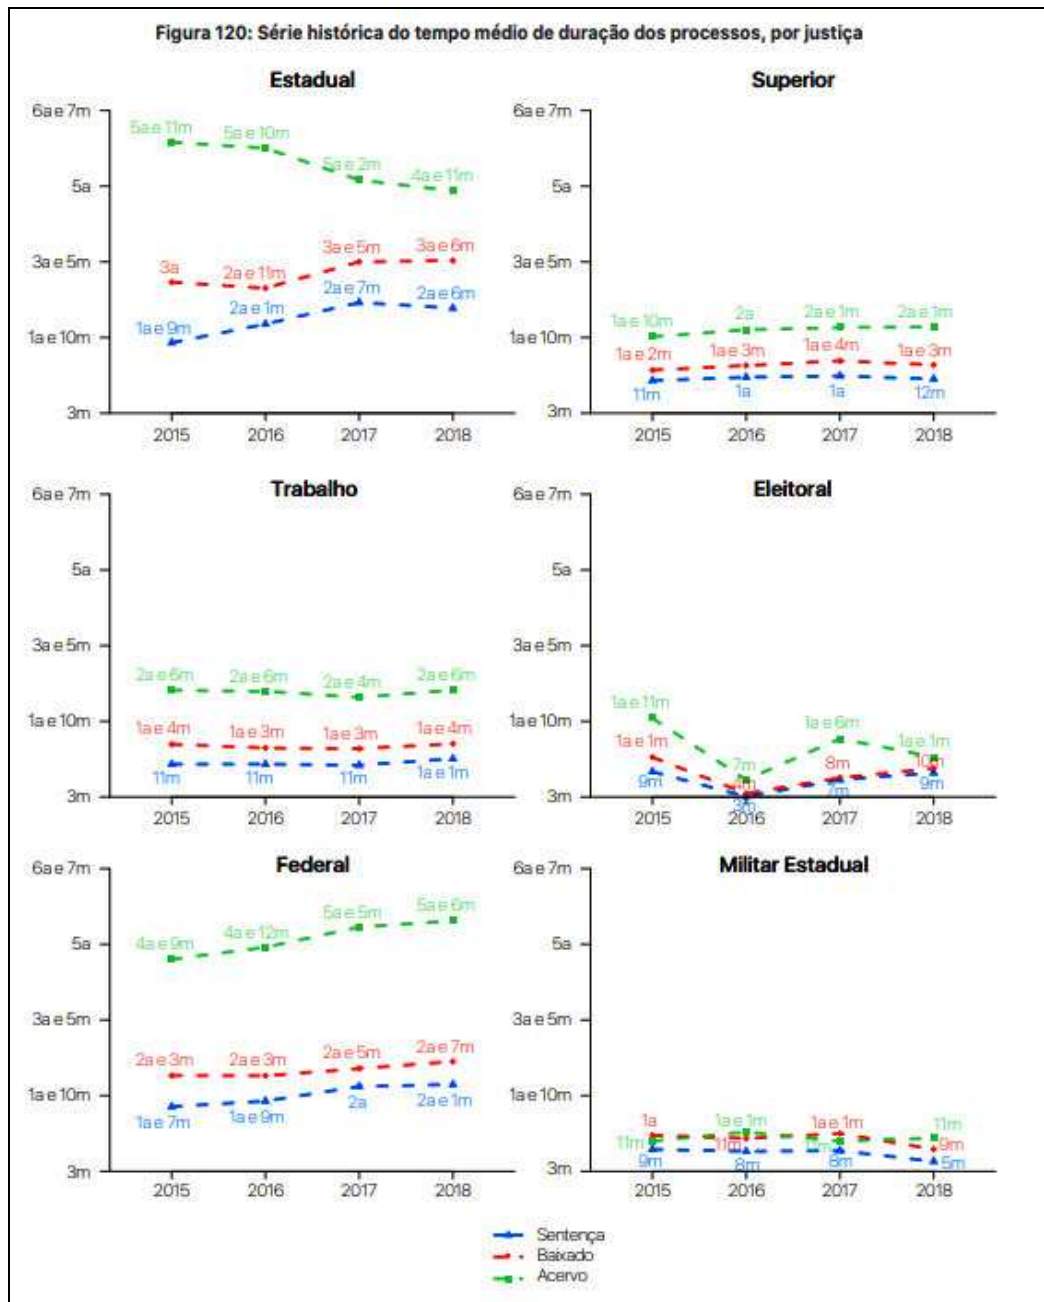 Figura 120: Série histórica do tempo médio de duração dos processos, por justiça
Estadual
6a e 7m
5a
3a e 5m
1a e 10m
3m
5a e 11m
5a e 10m
5a e 2m
4a e 11m
3a
2a e 11m
3a e 5m
3a e 6m
1a e 9m
2a e 1m
2a e 7m
2a e 6m
2015 2016 2017 2018
Superior
6a e 7m
5a
3a e 5m
1a e 10m
3m
1a e 10m
2a
2a e 1m
2a e 1m
1a e 2m
1a e 3m
1a e 4m
1a e 3m
11m
1a
1a
12m
2015 2016 2017 2018
Trabalho
6a e 7m
5a
3a e 5m
1a e 10m
3m
2a e 6m
2a e 6m
2a e 4m
2a e 6m
1a e 4m
1a e 3m
1a e 3m
1a e 4m
11m
11m
11m
1a e 1m
2015 2016 2017 2018
Eleitoral
6a e 7m
5a
3a e 5m
1a e 10m
3m
1a e 11m
7m
1a e 6m
1a e 1m
1a e 1m
4m
8m
10m
9m
3m
7m
9m
2015 2016 2017 2018
Federal
6a e 7m
5a
3a e 5m
1a e 10m
3m
4a e 9m
4a e 12m
5a e 5m
5a e 6m
2a e 3m
2a e 3m
2a e 5m
2a e 7m
1a e 7m
1a e 9m
2a
2a e 1m
2015 2016 2017 2018
Militar Estadual
6a e 7m
5a
3a e 5m
1a e 10m
3m
11m
1a e 1m
11m
1a
11m
1a e 1m
9m
9m
8m
8m
5m
2015 2016 2017 2018
Sentença
Baixado
Acervo